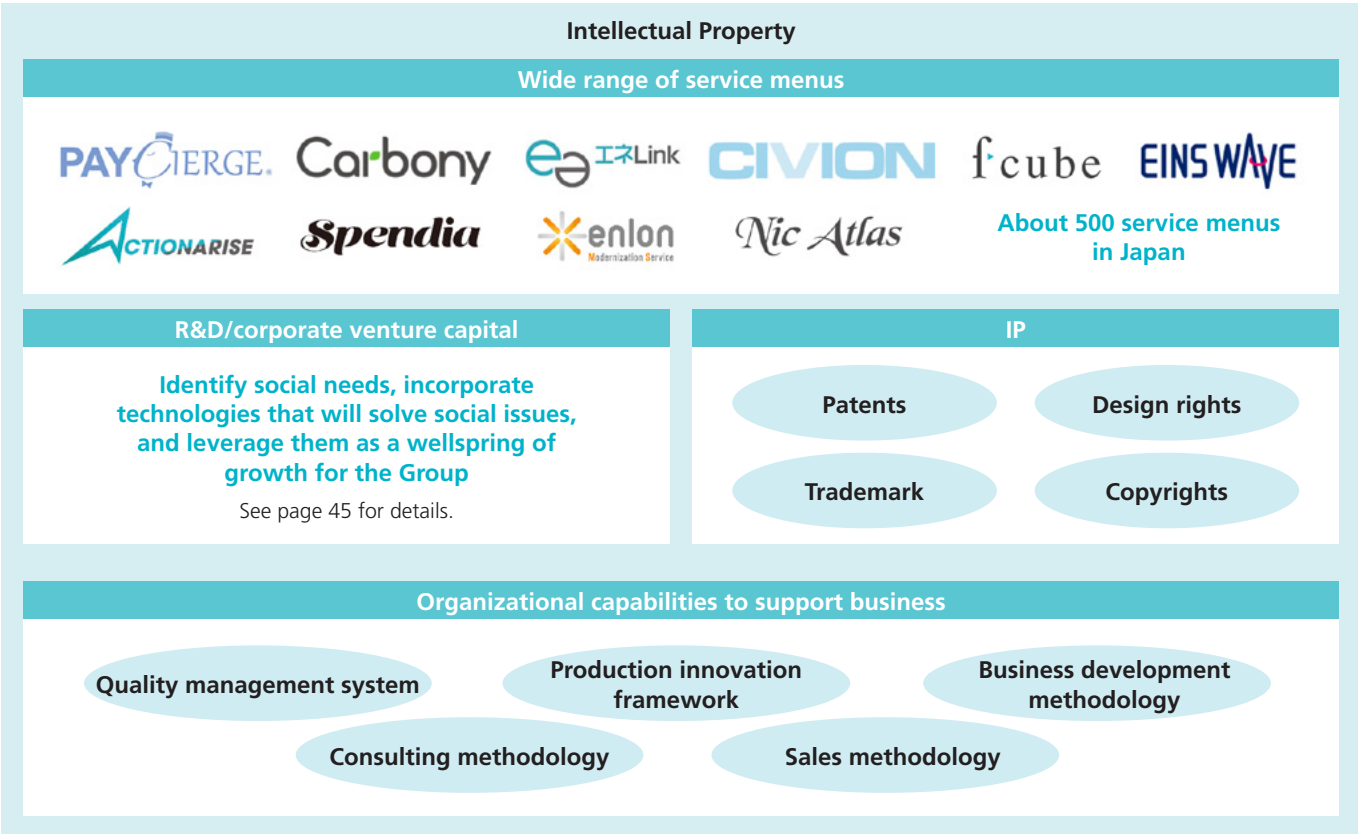 Intellectual Property
Wide range of service menus
PAYCIERGE®
Carbony
エネLink
CIVION
f'cube
EINS WAVE
ACTIONARISE
Spendia
Xenlon
Modernization Service
Nic Atlas
About 500 service menus
in Japan
R&D/corporate venture capital
Identify social needs, incorporate
technologies that will solve social issues,
and leverage them as a wellspring of
growth for the Group
See page 45 for details.
IP
Patents
Design rights
Trademark
Copyrights
Organizational capabilities to support business
Quality management system
Production innovation
framework
Business development
methodology
Consulting methodology
Sales methodology